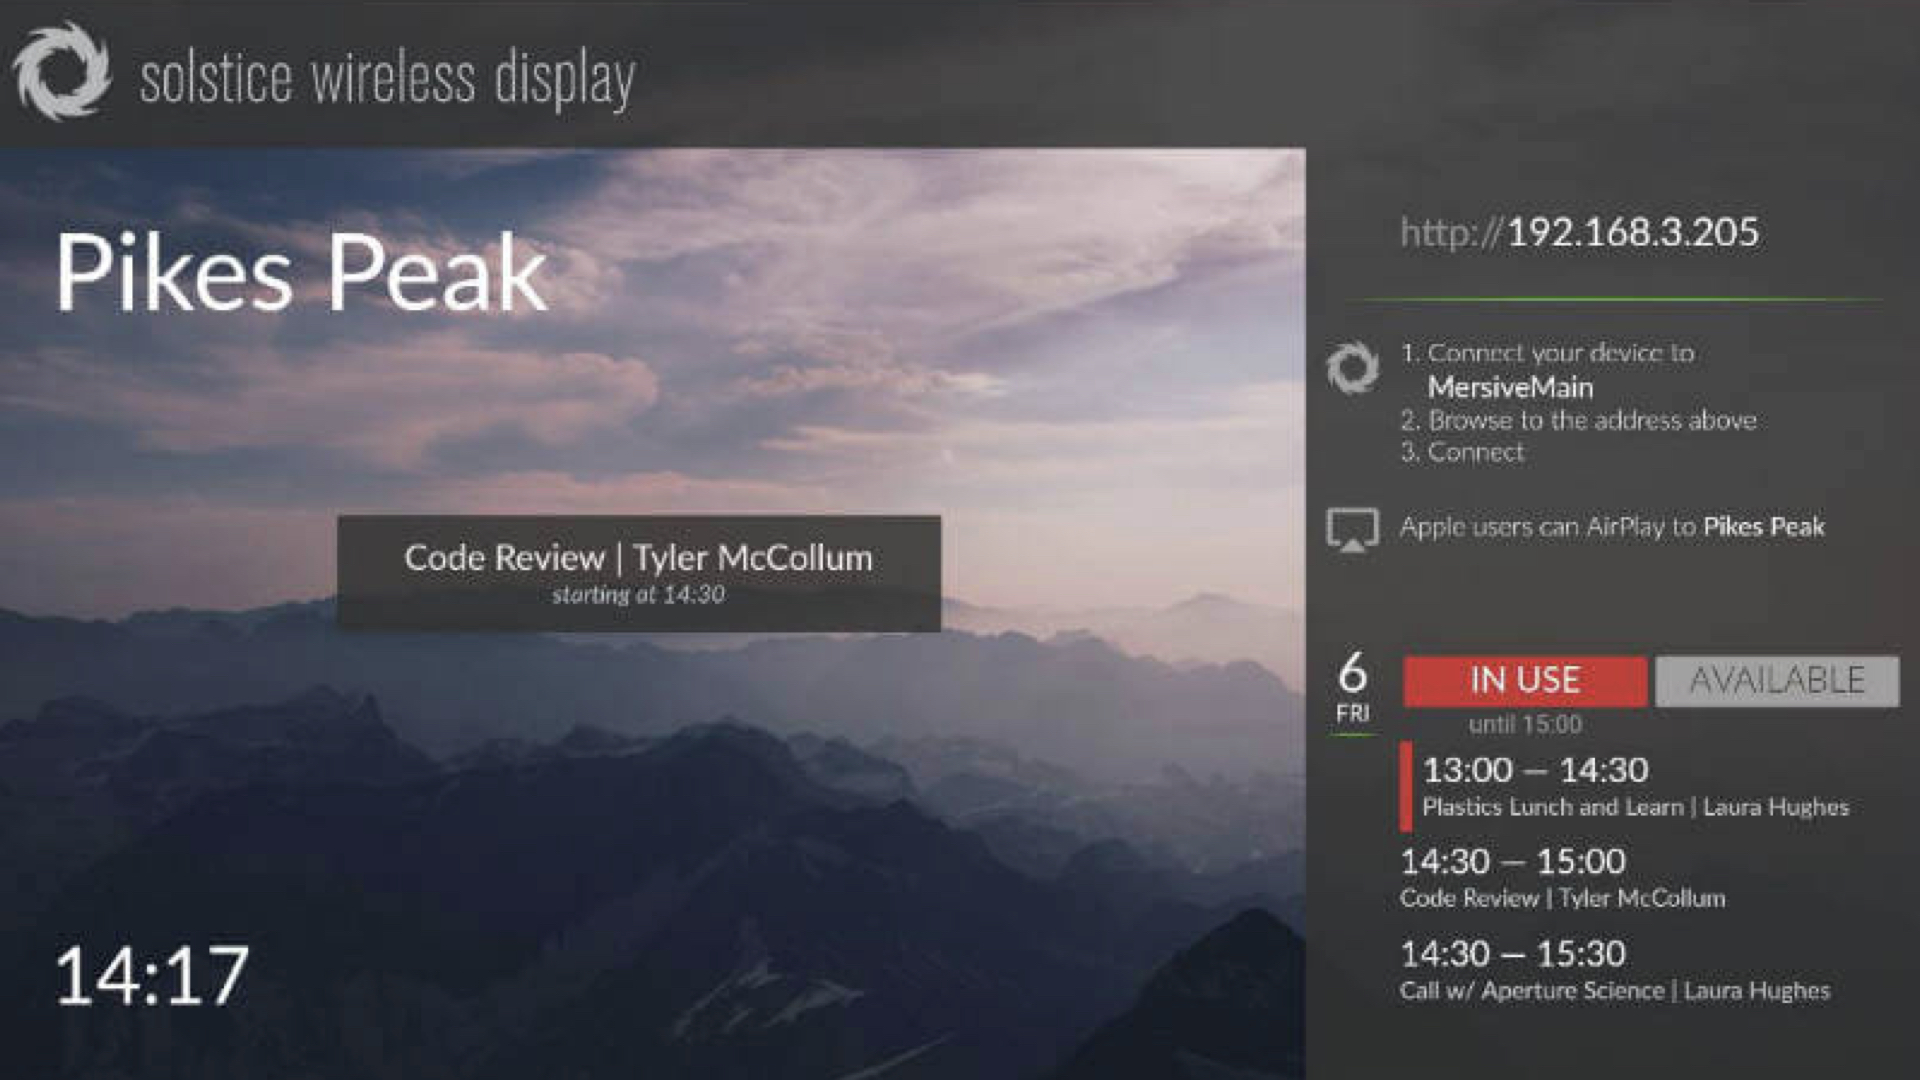 solstice wireless display
Pikes Peak
Code Review | Tyler McCollum
starting at 14:30
14:17
http://192.168.3.205
1. Connect your device to
MersiveMain
2. Browse to the address above
3. Connect
Apple users can AirPlay to Pikes Peak
6
FRI
IN USE
AVAILABLE
until 15:00
13:00 — 14:30
Plastics Lunch and Learn | Laura Hughes
14:30 — 15:00
Code Review | Tyler McCollum
14:30 — 15:30
Call w/ Aperture Science | Laura Hughes